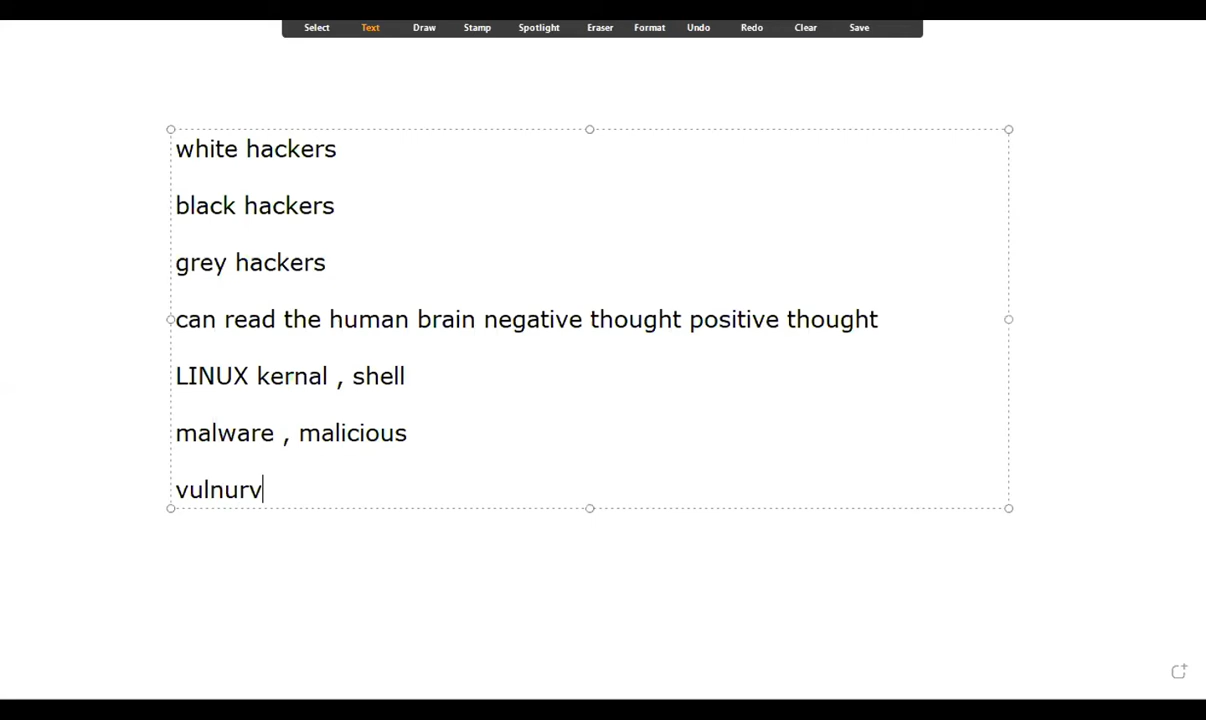 Select Text Draw Stamp Spotlight Eraser Format Undo Redo Clear Save
white hackers
black hackers
grey hackers
can read the human brain negative thought positive thought
LINUX kernal , shell
malware , malicious
vulnurv